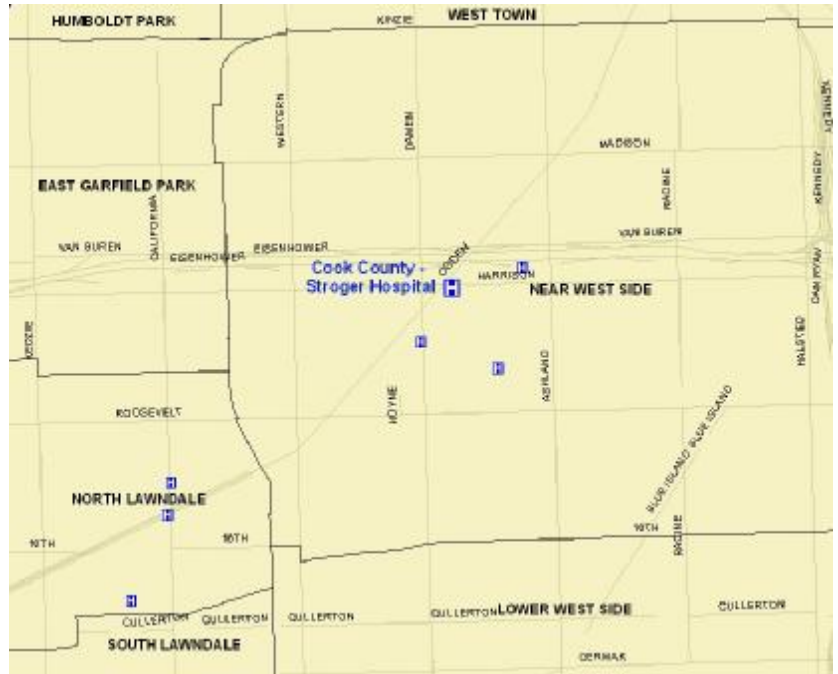 HUMBOLDT PARK
WEST TOWN
KINZIE
KENNEDY
WESTERN
DAMEN
MADISON
KENNEDY
EAST GARFIELD PARK
RACINE
CALIFORNIA
VAN BUREN
EISENHOWER
EISENHOWER
VAN BUREN
OGDEN
DAN RYAN
Cook County -
Stroger Hospital
H
H
HARRISON
NEAR WEST SIDE
KEDZIE
HALSTED
H
H
ASHLAND
HOYNE
ROOSEVELT
BLUE ISLAND
BLUE ISLAND
H
NORTH LAWNDALE
H
16TH
16TH
16TH
RACINE
H
CULLERTON
CULLERTON
CULLERTON
CULLERTON
LOWER WEST SIDE
CULLERTON
SOUTH LAWNDALE
CERMAK